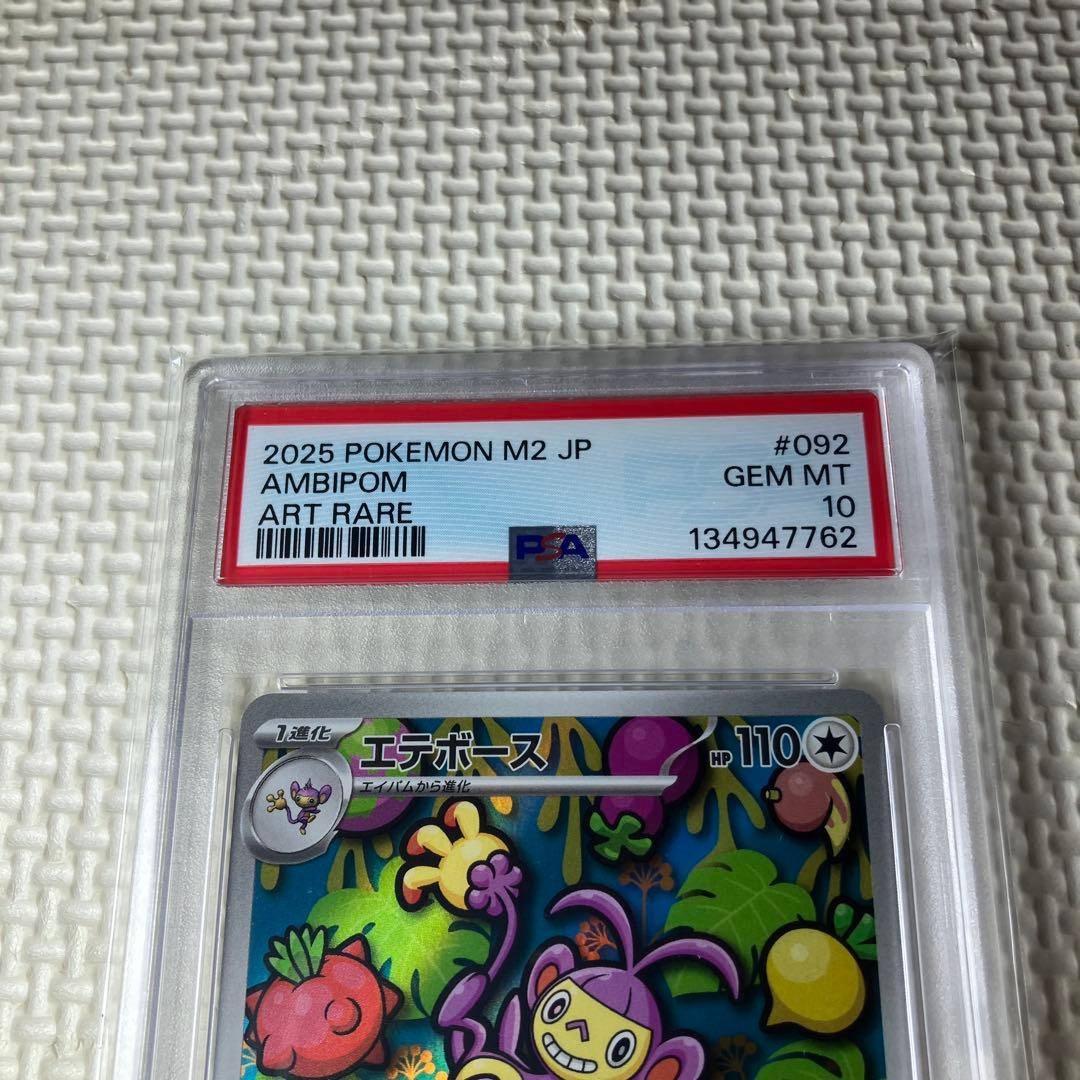 2025 POKEMON M2 JP #092
AMBIPOM GEM MT
ART RARE 10
PSA 134947762
1進化 エテボース HP 110
エイパムから進化